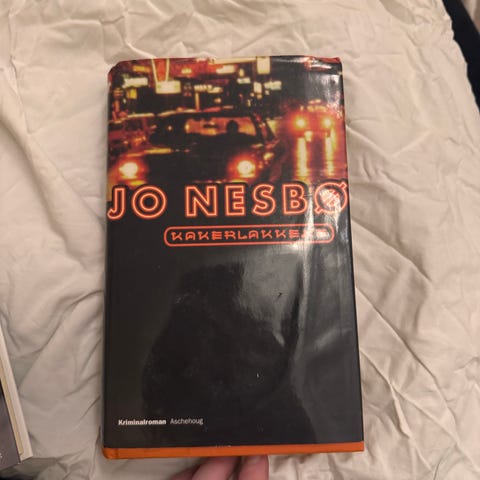 JO NESBØ
KAKERLAKKENE
Kriminalroman Aschehoug